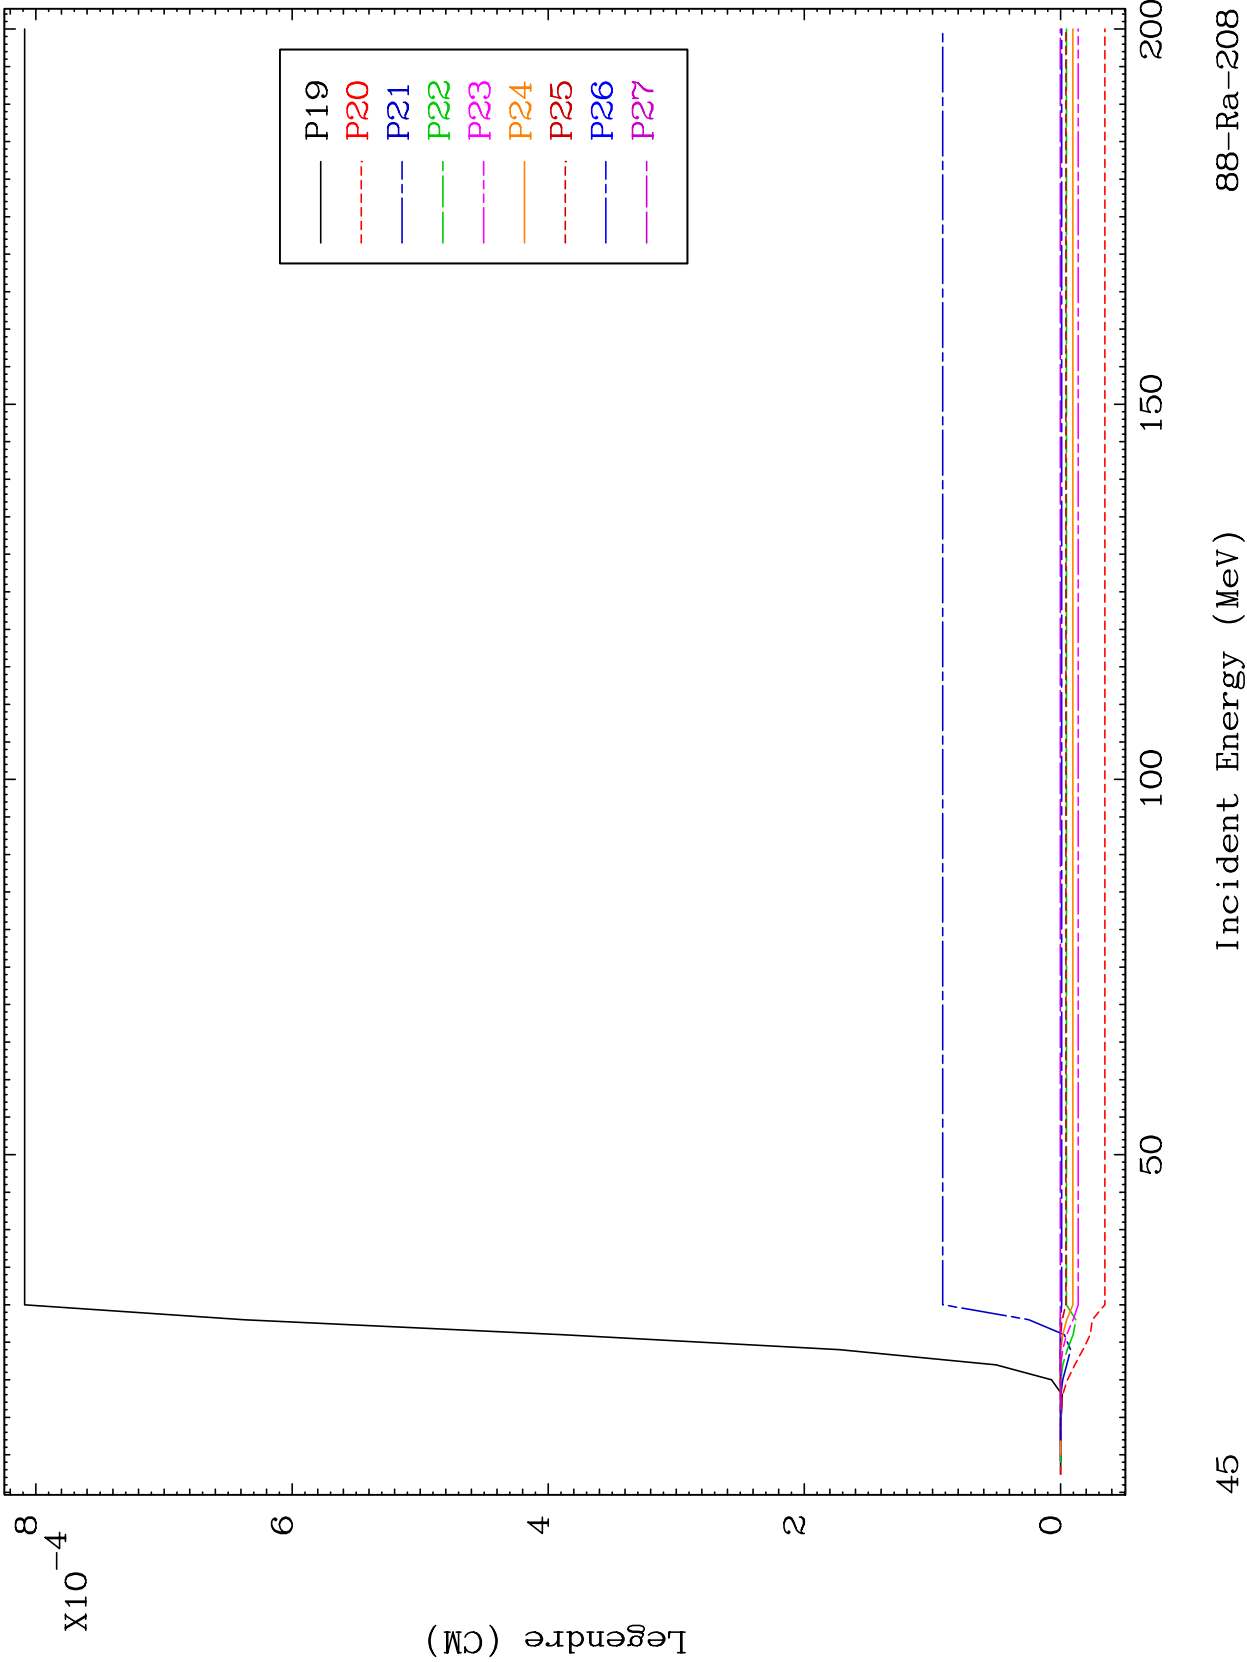 X10-4
8
6
4
2
0
Legendre (CM)
P19
P20
P21
P22
P23
P24
P25
P26
P27
50
100
150
200
Incident Energy (MeV)
45
88-Ra-208